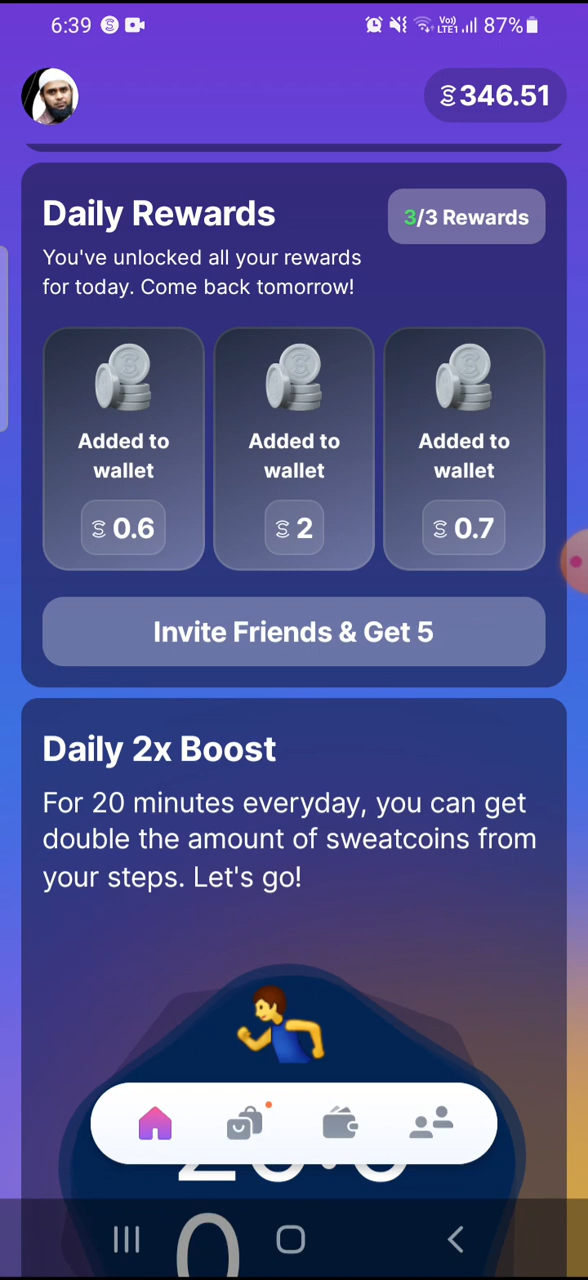 6:39
Vo))
LTE1
87%
346.51
Daily Rewards
3/3 Rewards
You've unlocked all your rewards
for today. Come back tomorrow!
Added to
wallet
0.6
Added to
wallet
2
Added to
wallet
0.7
Invite Friends & Get 5
Daily 2x Boost
For 20 minutes everyday, you can get
double the amount of sweatcoins from
your steps. Let's go!